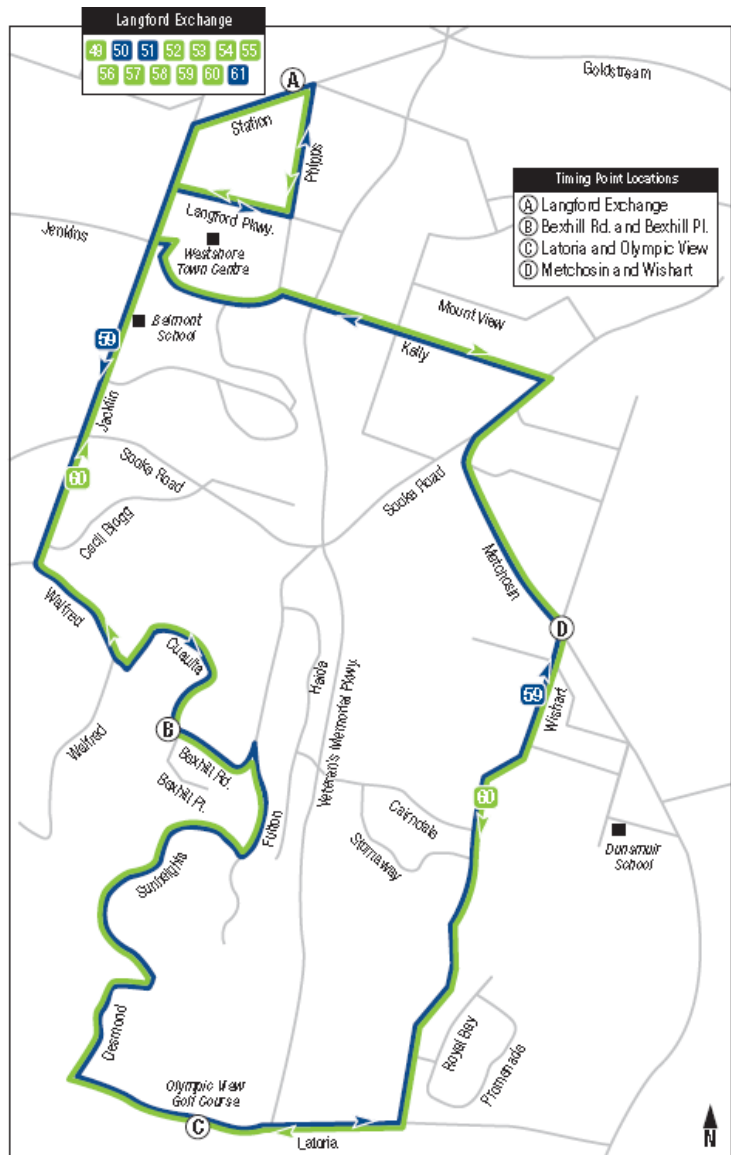 Langford Exchange
49 50 51 52 53 54 55
56 57 58 59 60 61
A
Goldstream
Station
Phipps
Timing Point Locations
A Langford Exchange
B Bexhill Rd. and Bexhill Pl.
C Latoria and Olympic View
D Metchosin and Wishart
Langford Pkwy.
Jenkins
Westshore
Town Centre
Mount View
Belmont
School
Kelly
59
Jacklin
Sooke Road
60
Sooke Road
Cecil Blogg
Metchosin
Walfred
D
Cuaulta
Haida
Veteran's Memorial Pkwy.
59
Wishart
Walfred
B
Bexhill Rd.
Bexhill Pl.
60
Fulton
Cairndale
Stornaway
Dunsmuir
School
Sunheights
Desmond
Royal Bay
Promenade
Olympic View
Golf Course
C
Latoria
N